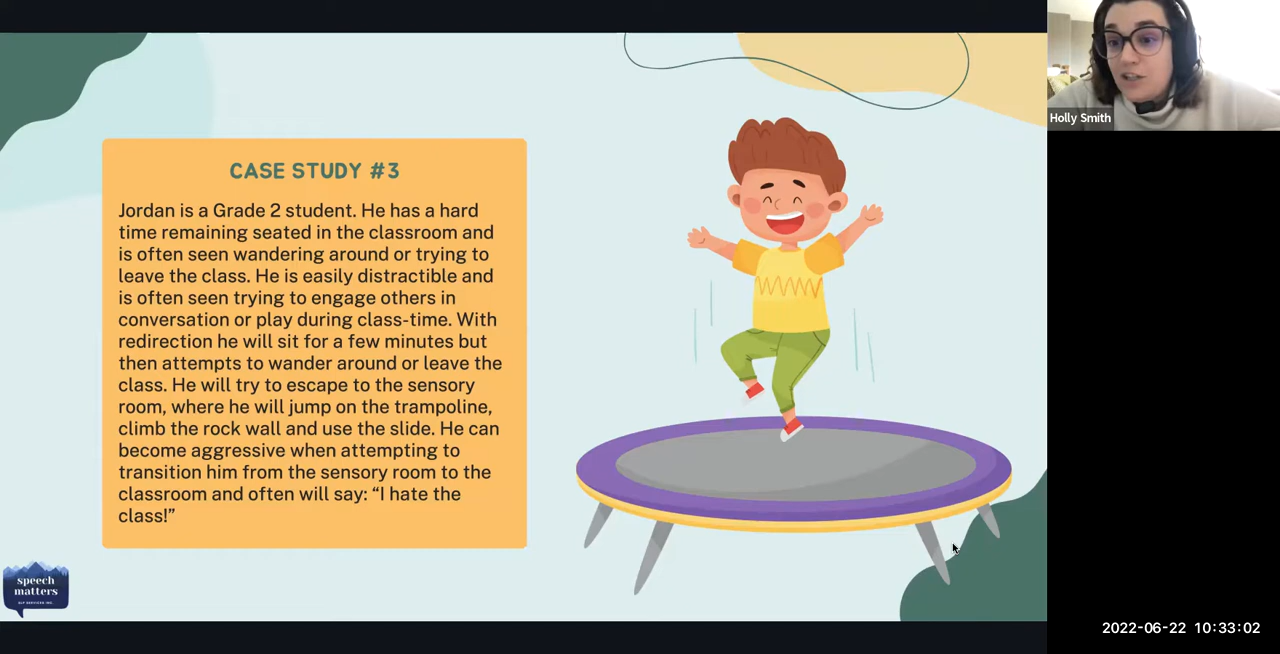 CASE STUDY #3
Jordan is a Grade 2 student. He has a hard
time remaining seated in the classroom and
is often seen wandering around or trying to
leave the class. He is easily distractible and
is often seen trying to engage others in
conversation or play during class-time. With
redirection he will sit for a few minutes but
then attempts to wander around or leave the
class. He will try to escape to the sensory
room, where he will jump on the trampoline,
climb the rock wall and use the slide. He can
become aggressive when attempting to
transition him from the sensory room to the
classroom and often will say: “I hate the
class!”
speech
matters
SLP SERVICES INC.
Holly Smith
2022-06-22 10:33:02